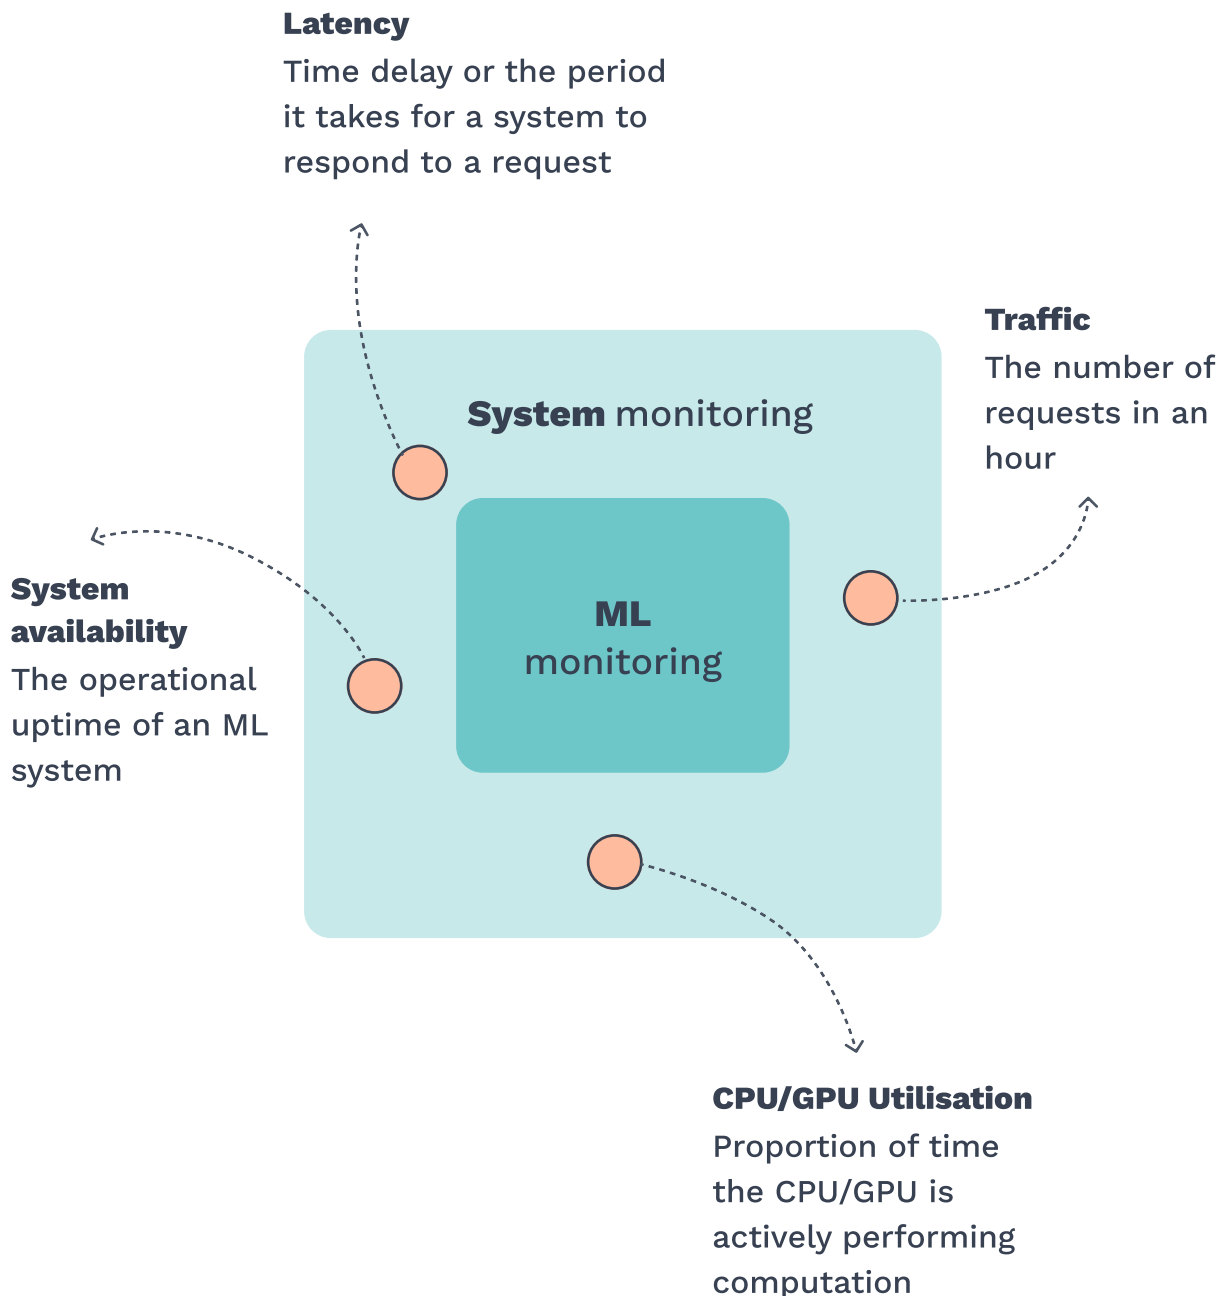 Latency
Time delay or the period
it takes for a system to
respond to a request
Traffic
The number of
requests in an
hour
System monitoring
ML
monitoring
System
availability
The operational
uptime of an ML
system
CPU/GPU Utilisation
Proportion of time
the CPU/GPU is
actively performing
computation